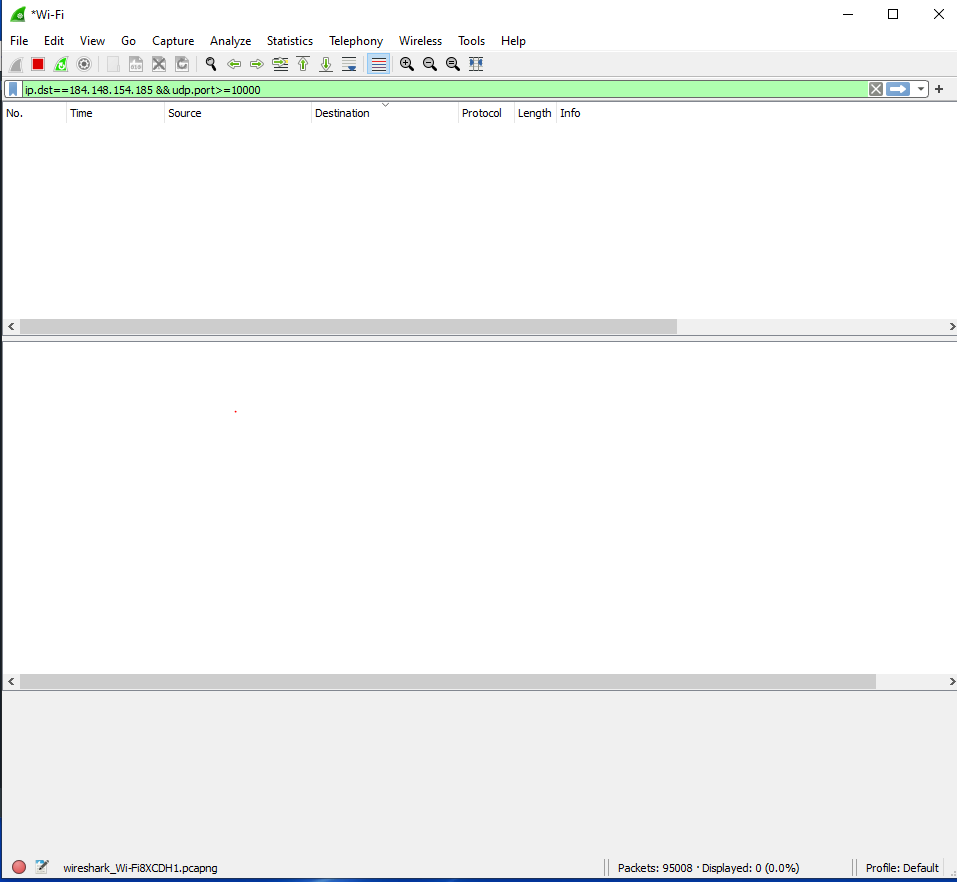 *Wi-Fi
File Edit View Go Capture Analyze Statistics Telephony Wireless Tools Help
ip.dst==184.148.154.185 && udp.port>=10000
No. Time Source Destination Protocol Length Info
wireshark_Wi-Fi8XCDH1.pcapng Packets: 95008 · Displayed: 0 (0.0%) Profile: Default